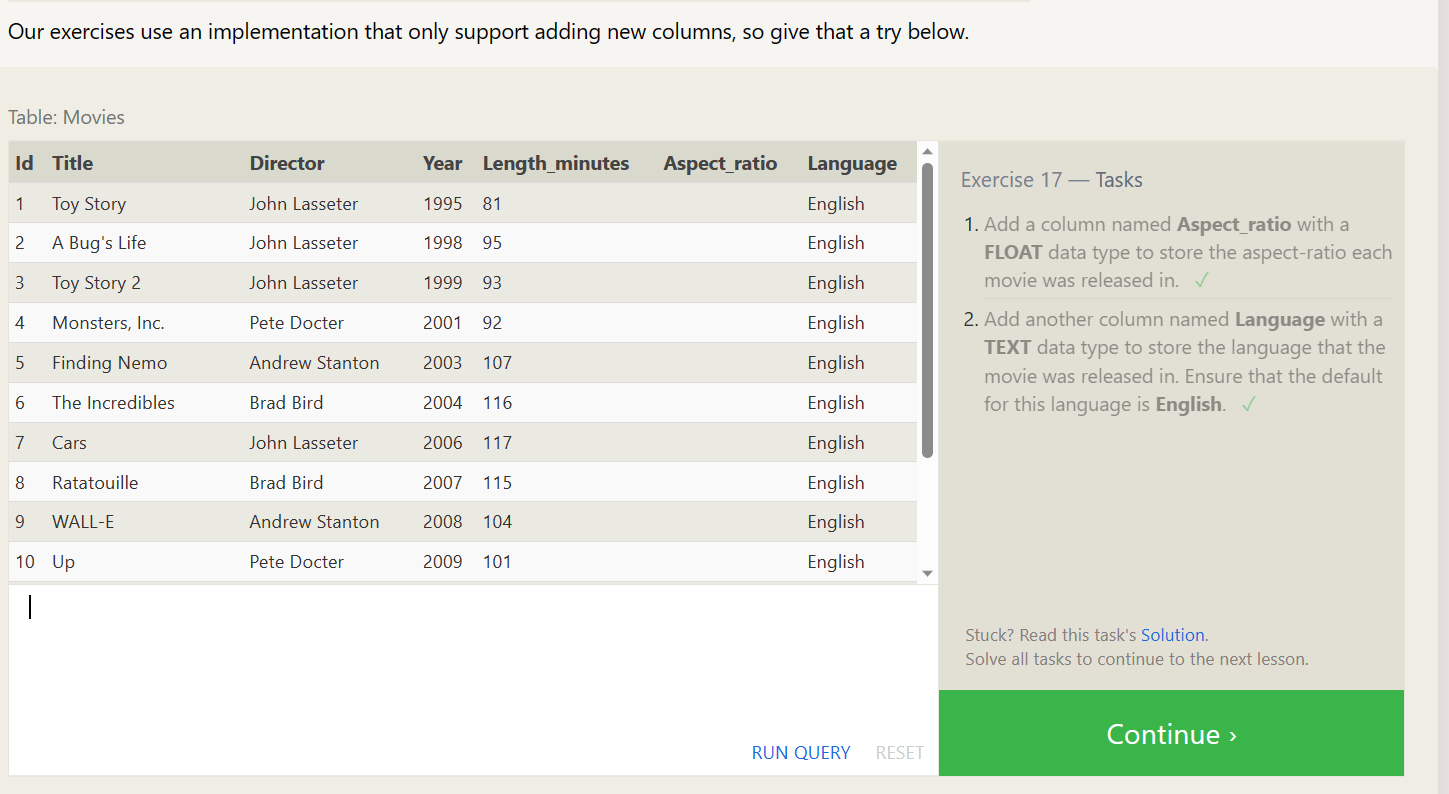 Our exercises use an implementation that only support adding new columns, so give that a try below.
Table: Movies
Id Title Director Year Length_minutes Aspect_ratio Language
1 Toy Story John Lasseter 1995 81 English
2 A Bug's Life John Lasseter 1998 95 English
3 Toy Story 2 John Lasseter 1999 93 English
4 Monsters, Inc. Pete Docter 2001 92 English
5 Finding Nemo Andrew Stanton 2003 107 English
6 The Incredibles Brad Bird 2004 116 English
7 Cars John Lasseter 2006 117 English
8 Ratatouille Brad Bird 2007 115 English
9 WALL-E Andrew Stanton 2008 104 English
10 Up Pete Docter 2009 101 English
RUN QUERY RESET
Exercise 17 — Tasks
1. Add a column named Aspect_ratio with a
FLOAT data type to store the aspect-ratio each
movie was released in. ✓
2. Add another column named Language with a
TEXT data type to store the language that the
movie was released in. Ensure that the default
for this language is English. ✓
Stuck? Read this task's Solution.
Solve all tasks to continue to the next lesson.
Continue ›